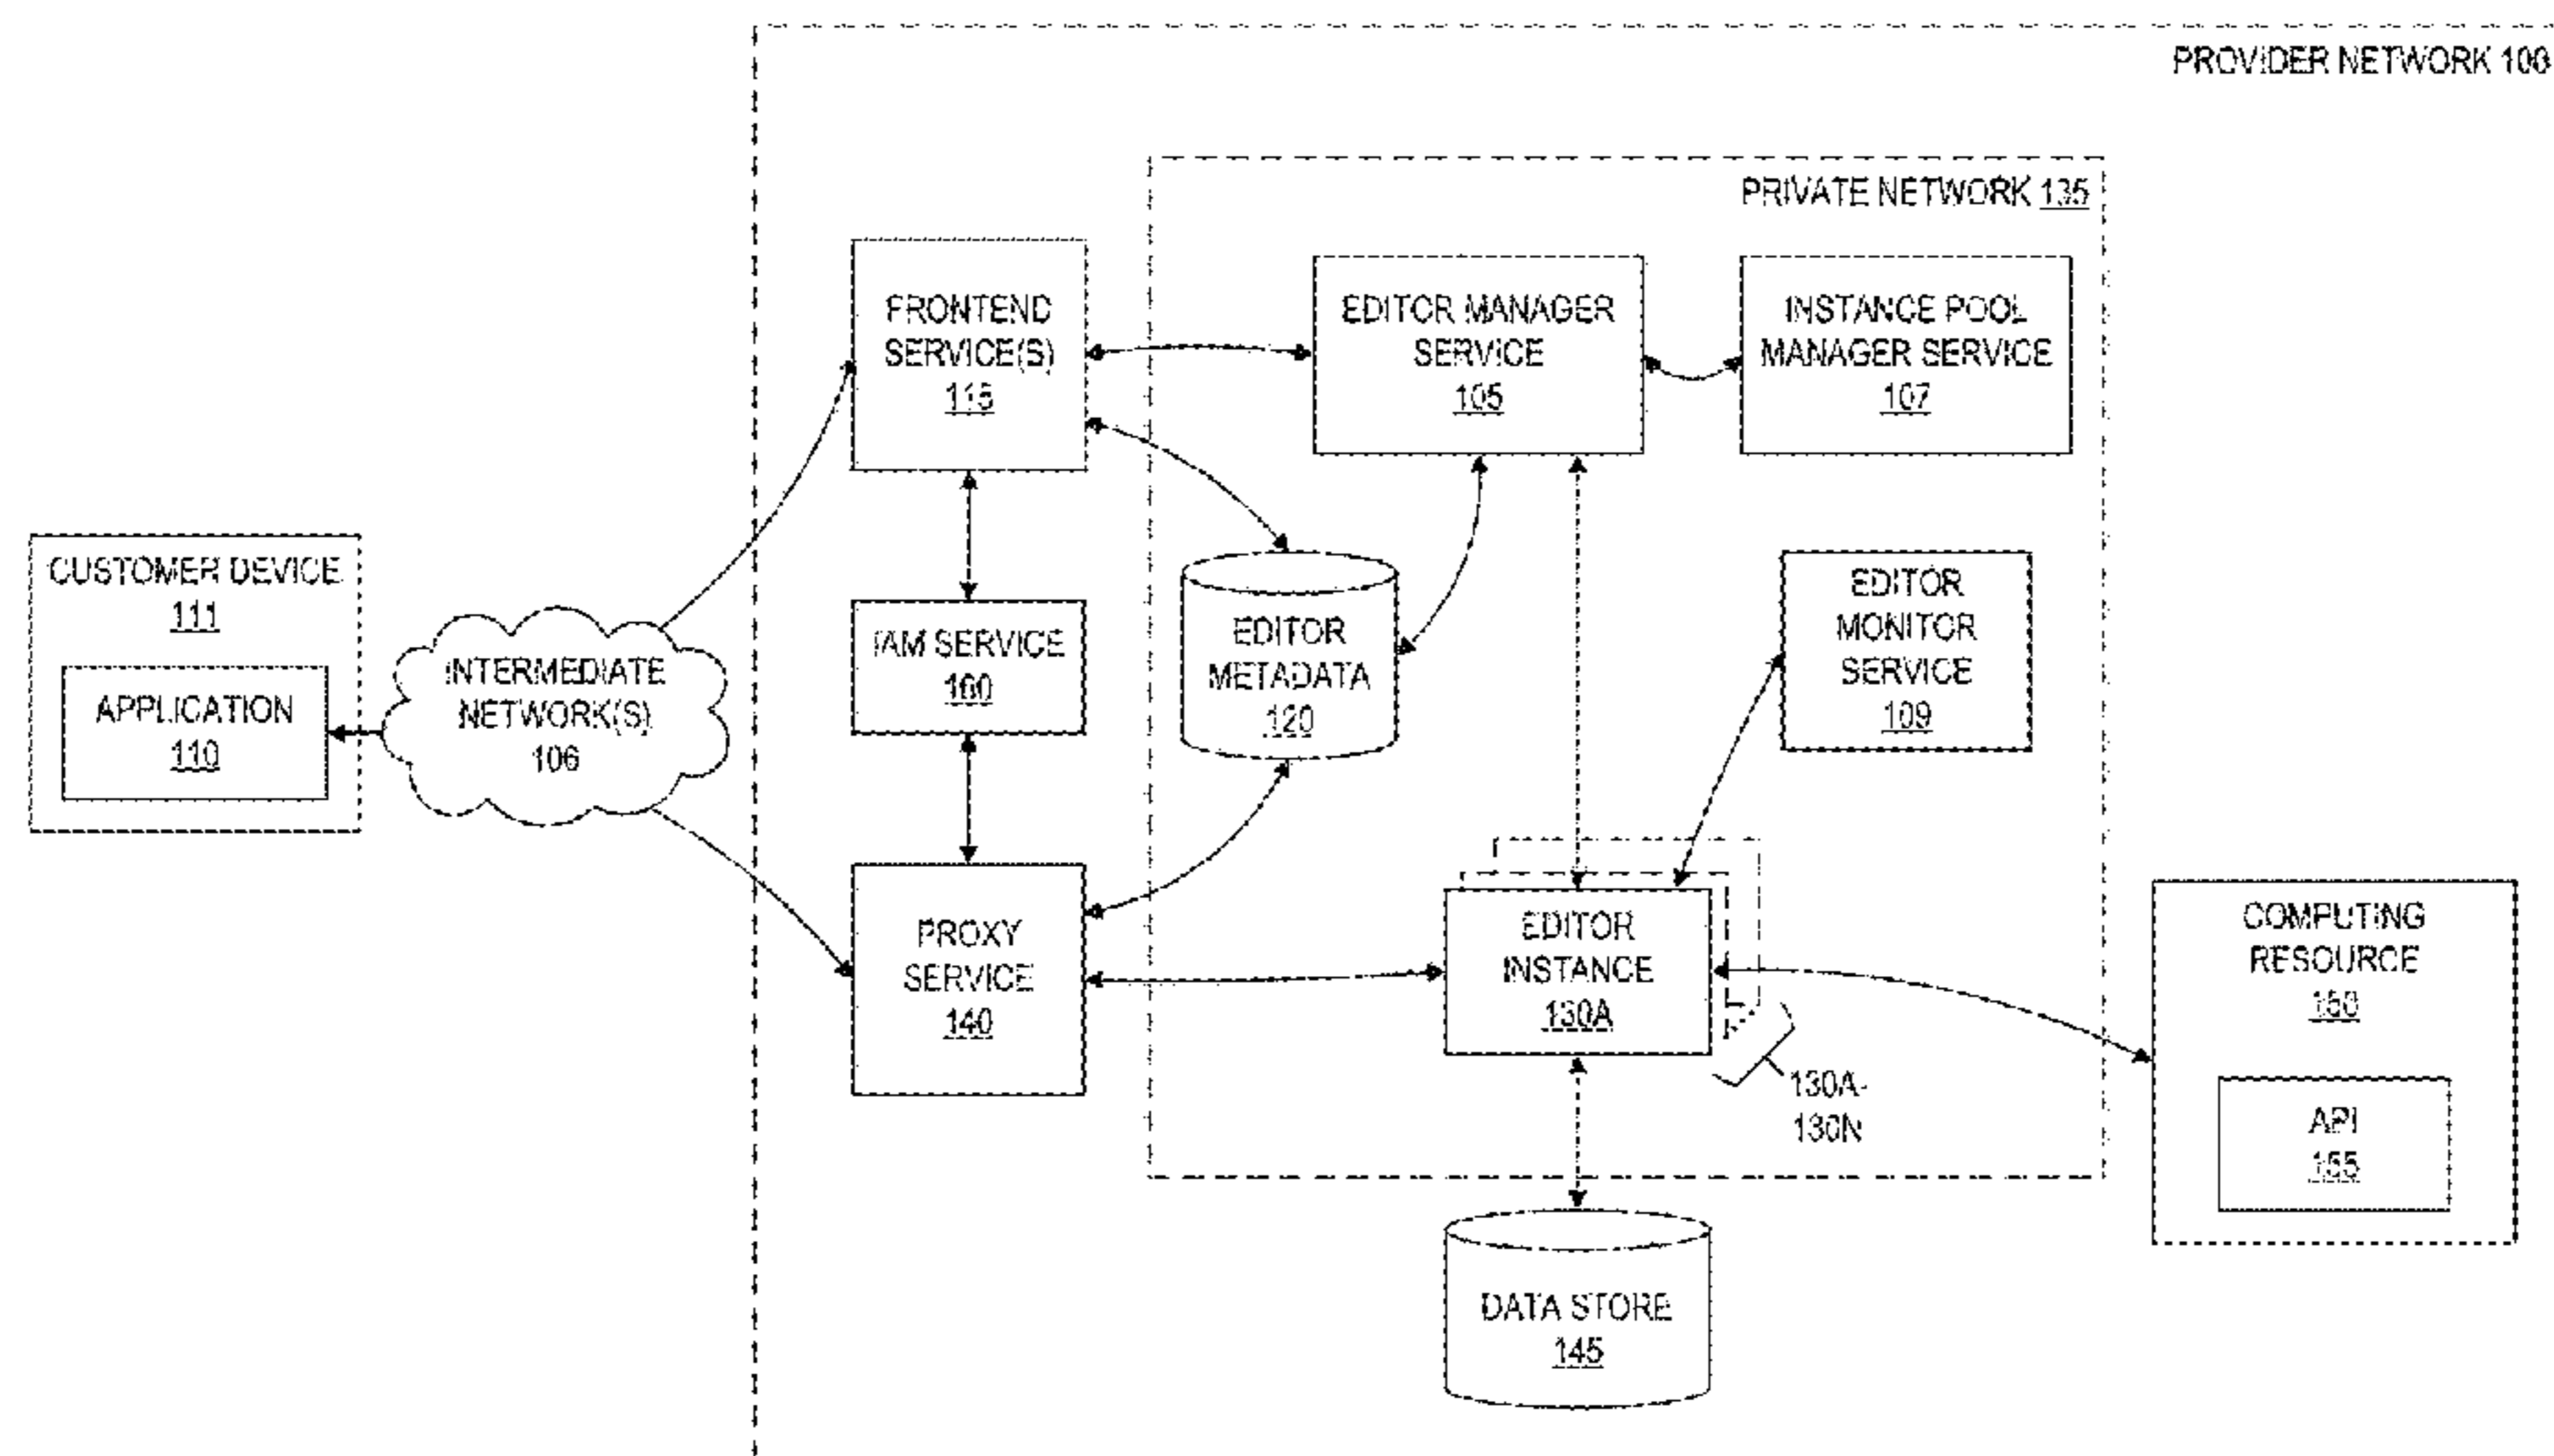 PROVIDER NETWORK 100
PRIVATE NETWORK 135
FRONTEND
SERVICE(S)
115
EDITOR MANAGER
SERVICE
105
INSTANCE POOL
MANAGER SERVICE
107
CUSTOMER DEVICE
111
APPLICATION
110
INTERMEDIATE
NETWORK(S)
106
IAM SERVICE
160
EDITOR
METADATA
120
EDITOR
MONITOR
SERVICE
109
PROXY
SERVICE
140
EDITOR
INSTANCE
130A
130A-
130N
COMPUTING
RESOURCE
API
155
DATA STORE
145